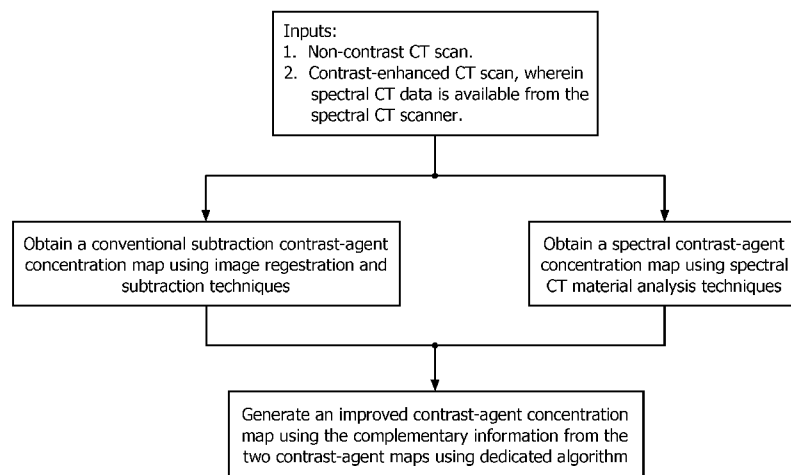 Inputs:
1. Non-contrast CT scan.
2. Contrast-enhanced CT scan, wherein
spectral CT data is available from the
spectral CT scanner.
Obtain a conventional subtraction contrast-agent
concentration map using image regestration and
subtraction techniques
Obtain a spectral contrast-agent
concentration map using spectral
CT material analysis techniques
Generate an improved contrast-agent concentration
map using the complementary information from the
two contrast-agent maps using dedicated algorithm